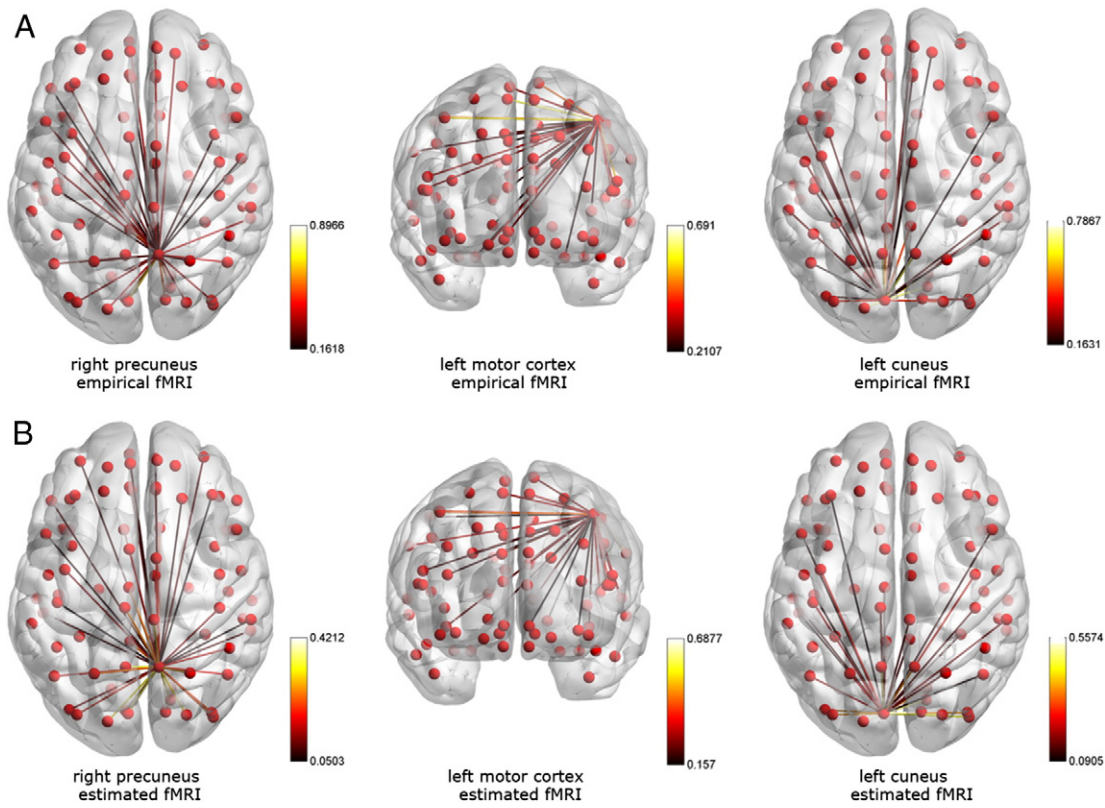 A
0.8966
0.1618
right precuneus
empirical fMRI
0.691
0.2107
left motor cortex
empirical fMRI
0.7867
0.1631
left cuneus
empirical fMRI
B
0.4212
0.0503
right precuneus
estimated fMRI
0.6877
0.157
left motor cortex
estimated fMRI
0.5574
0.0905
left cuneus
estimated fMRI